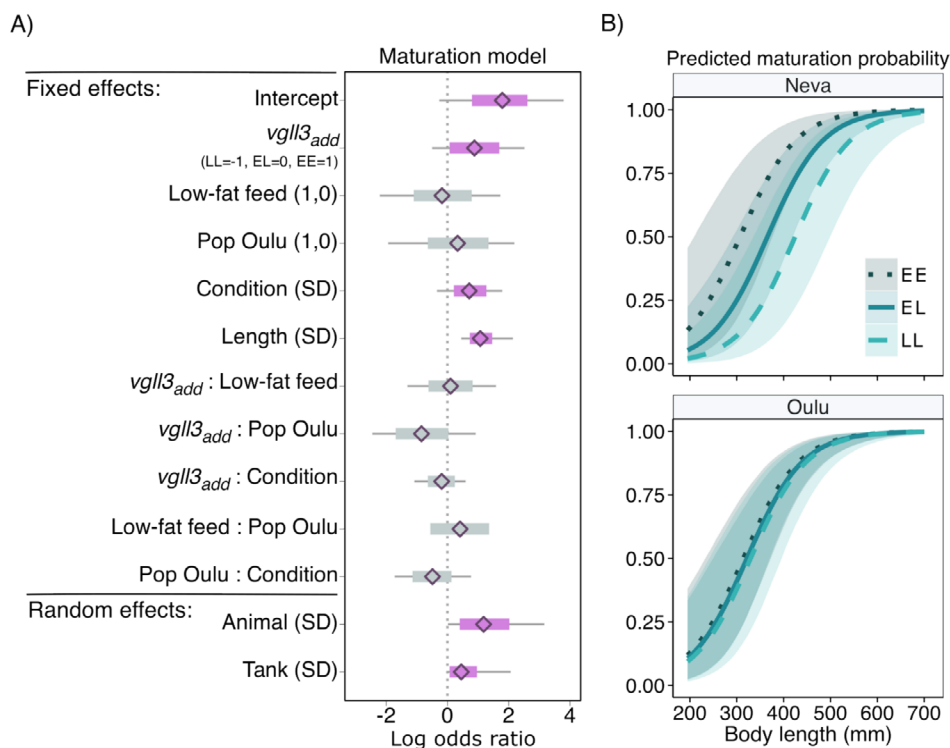 A)
Maturation model
Fixed effects:
Intercept
vgll3add
(LL=-1, EL=0, EE=1)
Low-fat feed (1,0)
Pop Oulu (1,0)
Condition (SD)
Length (SD)
vgll3add : Low-fat feed
vgll3add : Pop Oulu
vgll3add : Condition
Low-fat feed : Pop Oulu
Pop Oulu : Condition
Random effects:
Animal (SD)
Tank (SD)
-2 0 2 4
Log odds ratio
B)
Predicted maturation probability
Neva
1.00
0.75
0.50
0.25
0.00
EE
EL
LL
Oulu
1.00
0.75
0.50
0.25
0.00
200 300 400 500 600 700
Body length (mm)